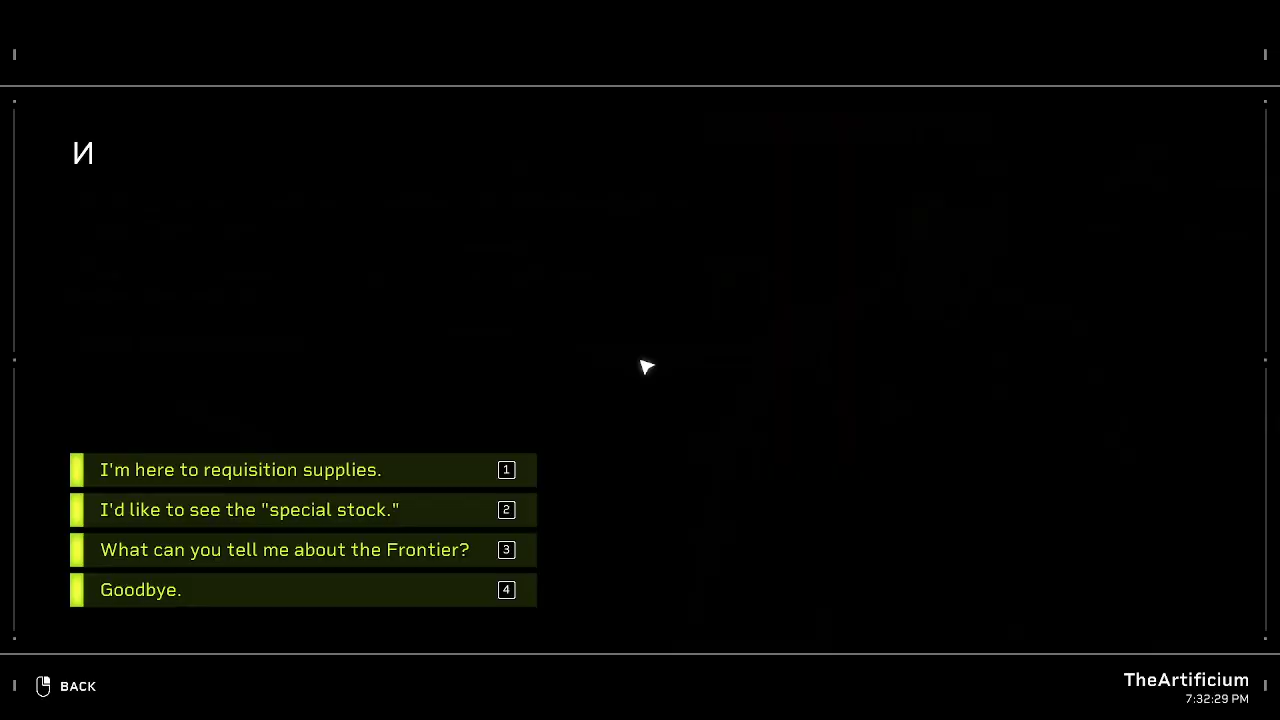 И
I'm here to requisition supplies. 1
I'd like to see the "special stock." 2
What can you tell me about the Frontier? 3
Goodbye. 4
BACK
TheArtificium
7:32:29 PM